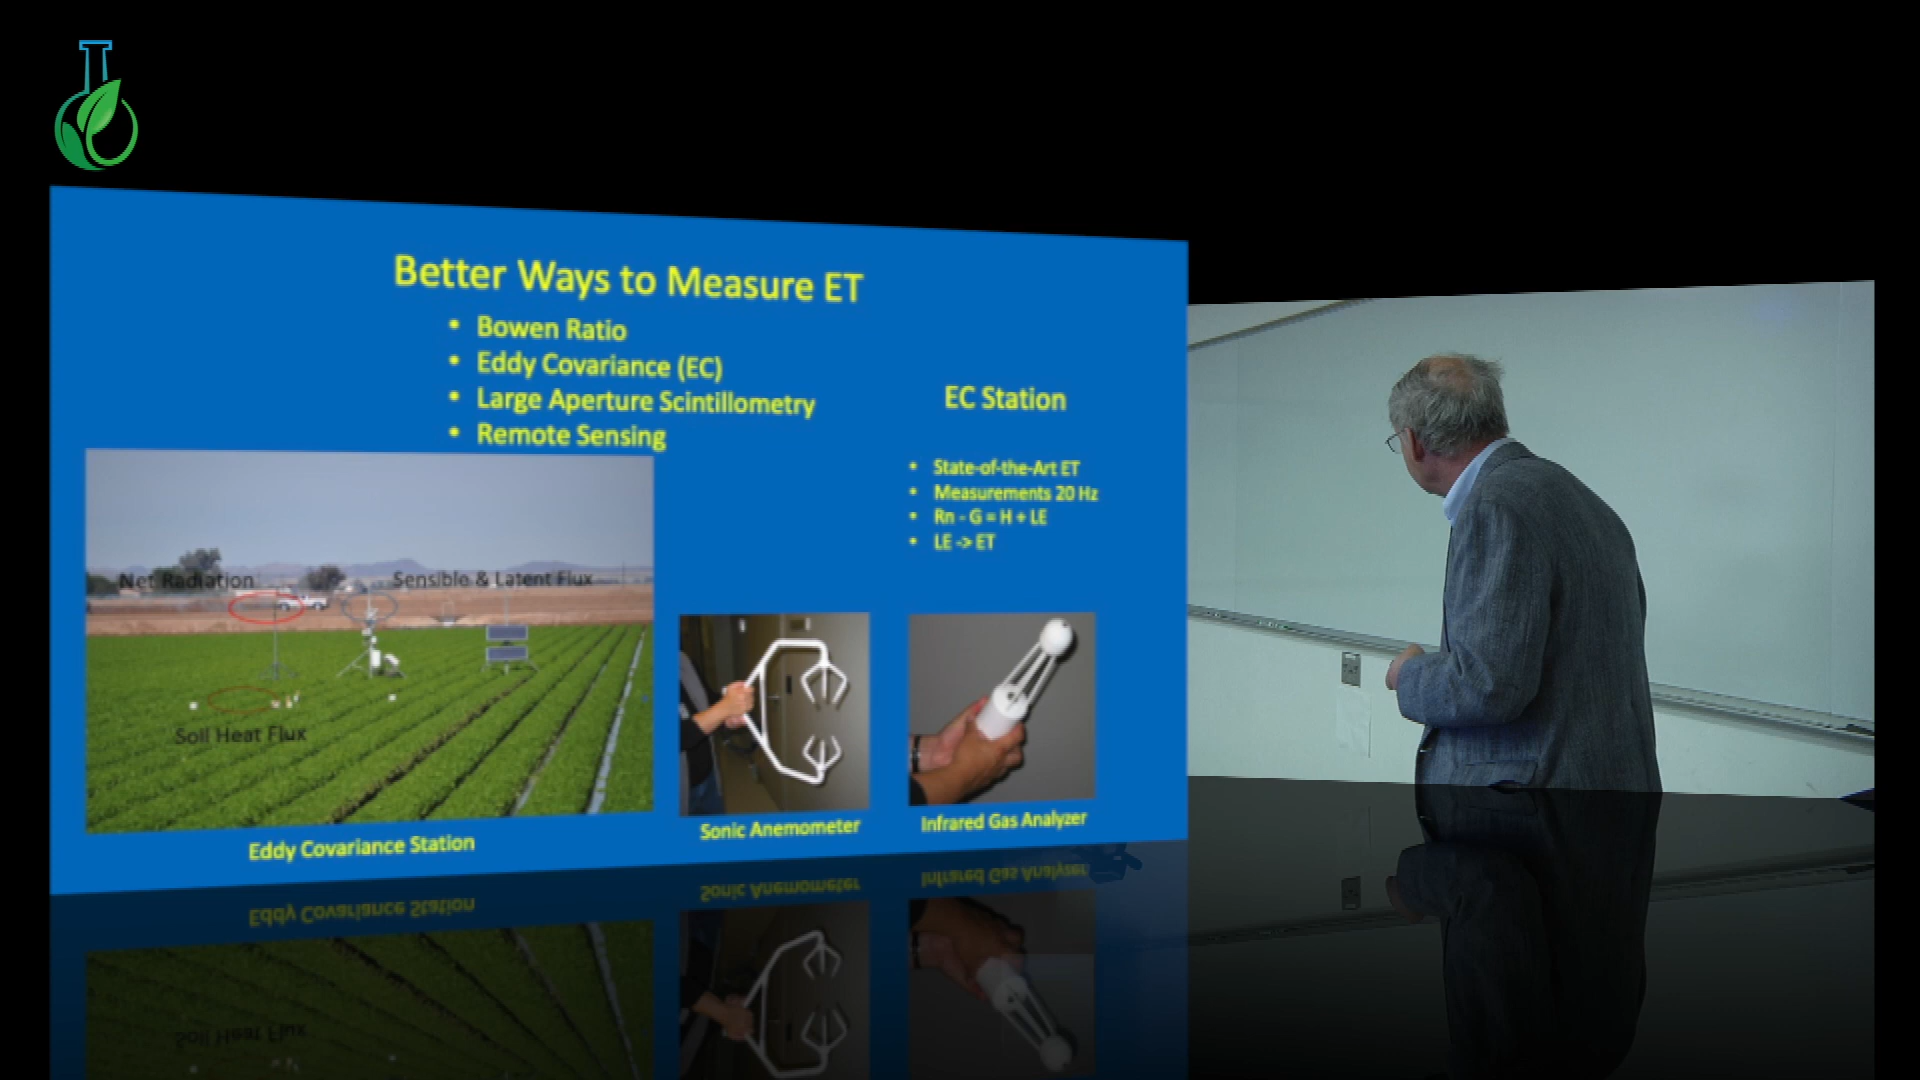 Better Ways to Measure ET
• Bowen Ratio
• Eddy Covariance (EC)
• Large Aperture Scintillometry
• Remote Sensing
EC Station
• State-of-the-Art ET
• Measurements 20 Hz
• Rn - G = H + LE
• LE -> ET
Net Radiation
Sensible & Latent Flux
Soil Heat Flux
Eddy Covariance Station
Sonic Anemometer
Infrared Gas Analyzer